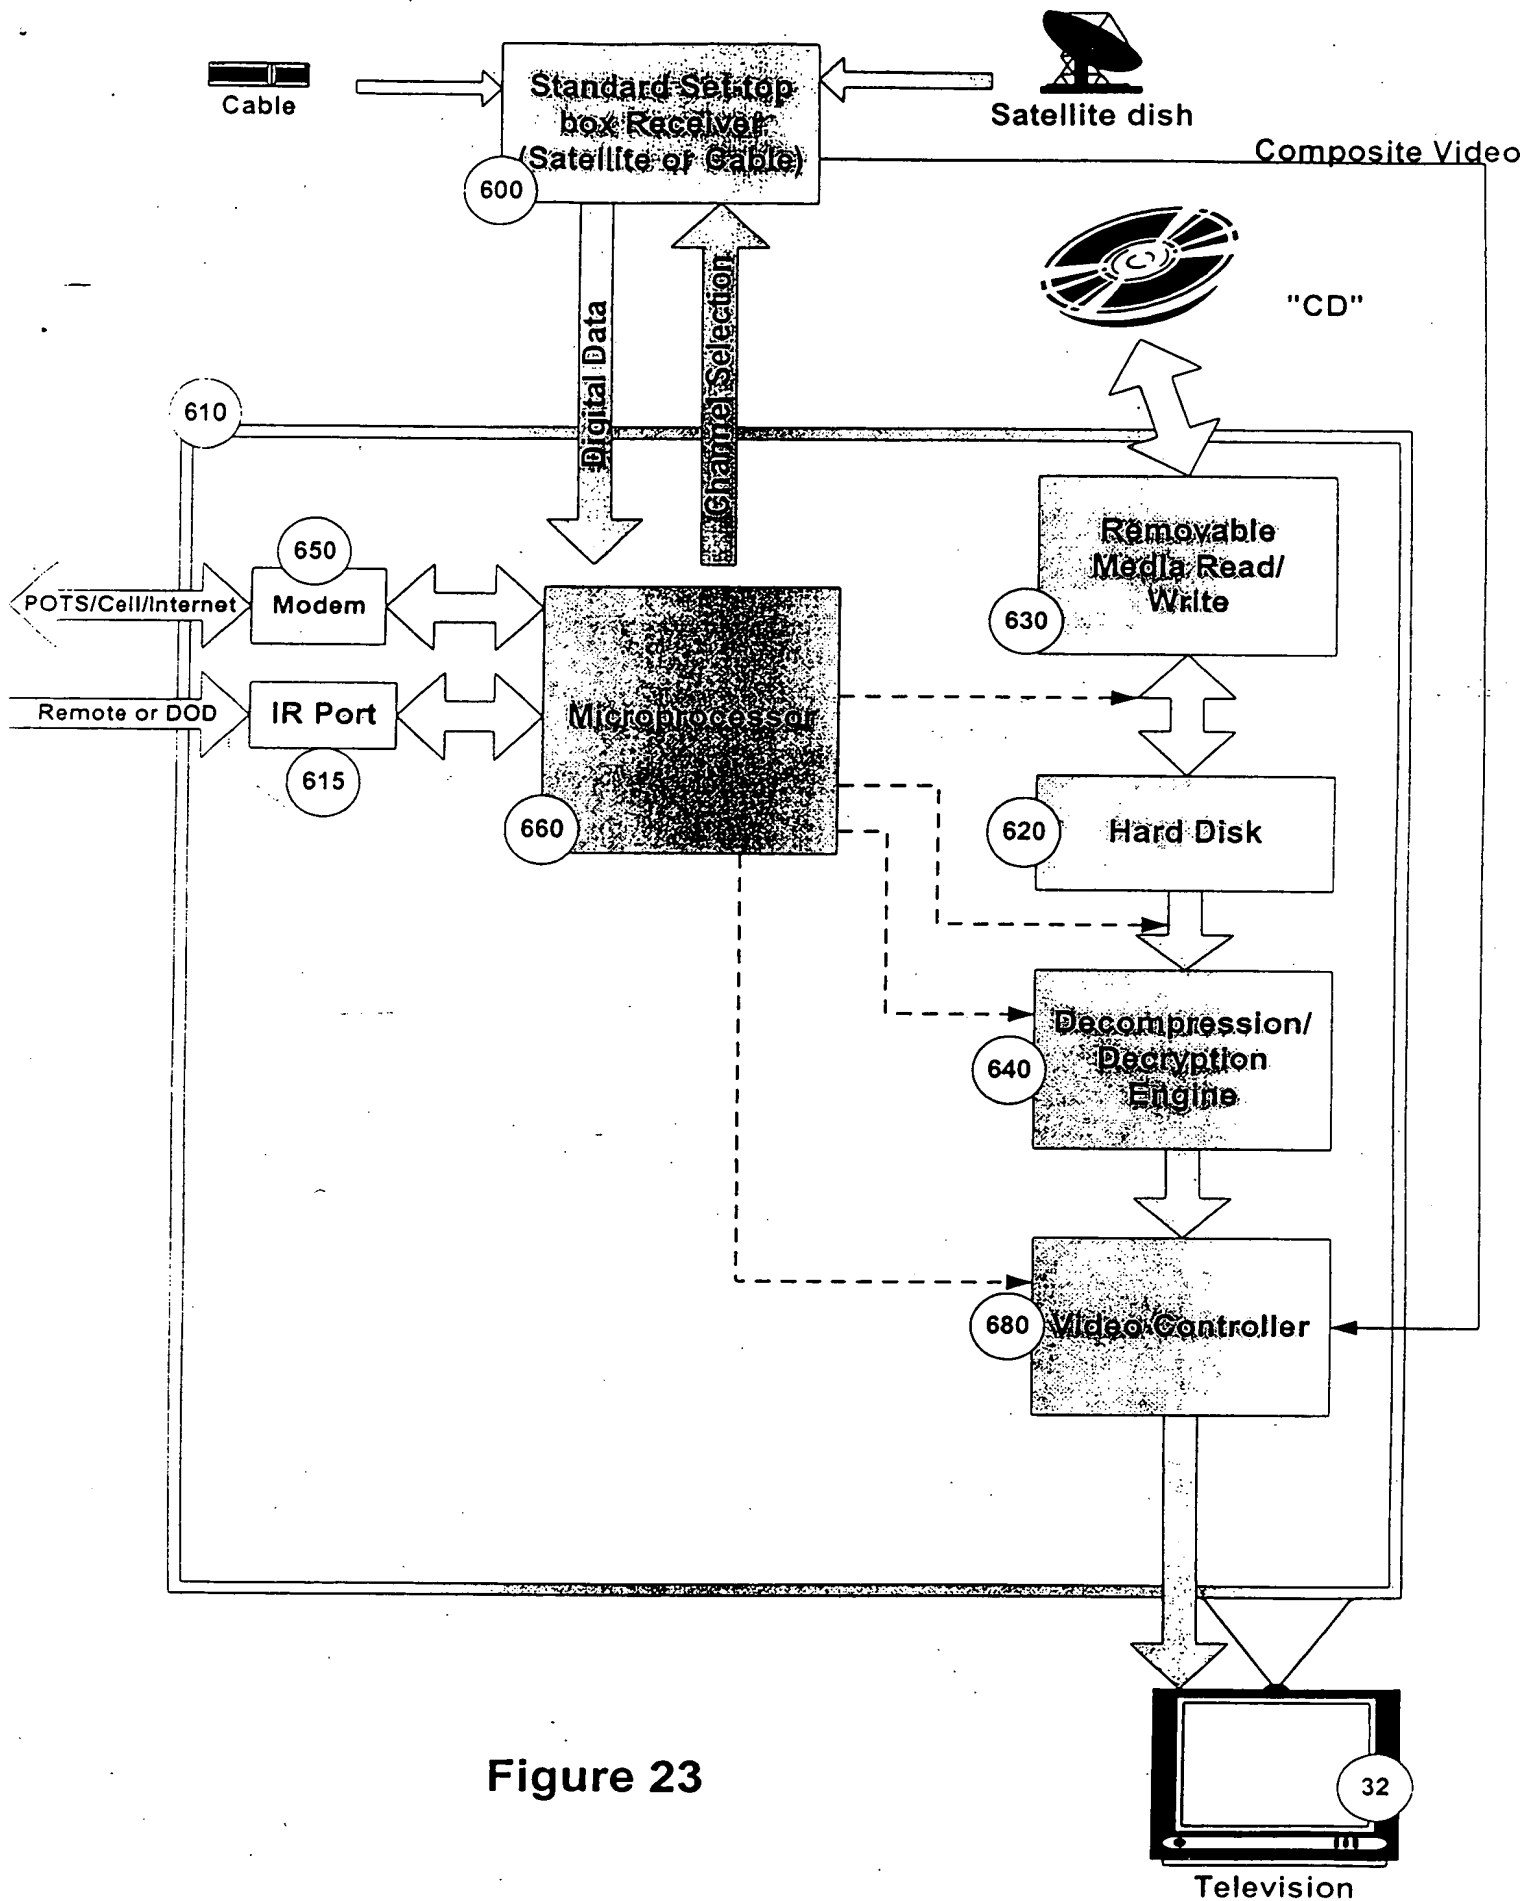 Cable
Standard Set-top
box Receiver
(Satellite or Cable)
600
Satellite dish
Composite Video
"CD"
Digital Data
Channel Selection
610
650
POTS/Cell/Internet
Modem
Remote or DOD
IR Port
615
Microprocessor
660
Removable
Media Read/
Write
630
620
Hard Disk
Decompression/
Decryption
Engine
640
680
Video Controller
Figure 23
32
Television